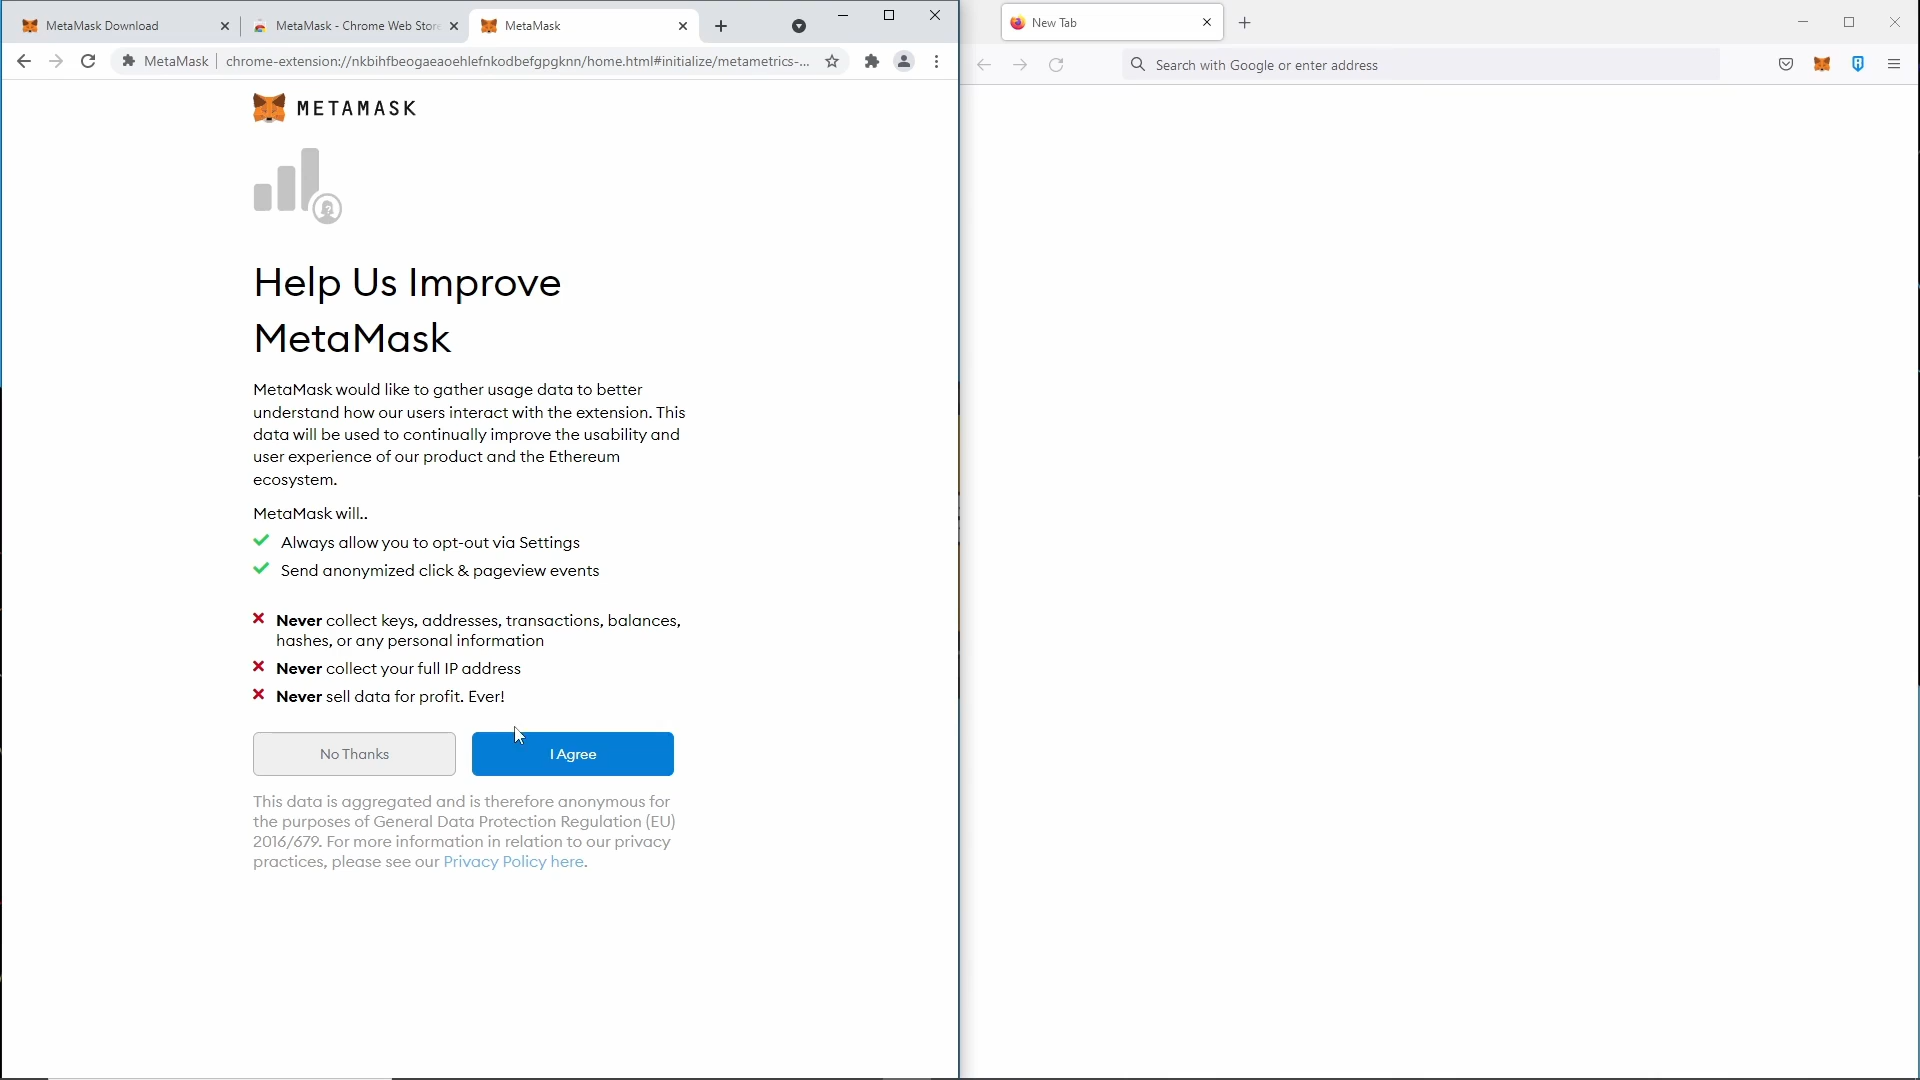 MetaMask Download
MetaMask - Chrome Web Store
MetaMask
New Tab
MetaMask
chrome-extension://nkbihfbeogaeaoehlefnkodbefgpgknn/home.html#initialize/metametrics-...
Search with Google or enter address
METAMASK
Help Us Improve
MetaMask
MetaMask would like to gather usage data to better
understand how our users interact with the extension. This
data will be used to continually improve the usability and
user experience of our product and the Ethereum
ecosystem.
MetaMask will..
Always allow you to opt-out via Settings
Send anonymized click & pageview events
Never collect keys, addresses, transactions, balances,
hashes, or any personal information
Never collect your full IP address
Never sell data for profit. Ever!
No Thanks
I Agree
This data is aggregated and is therefore anonymous for
the purposes of General Data Protection Regulation (EU)
2016/679. For more information in relation to our privacy
practices, please see our Privacy Policy here.